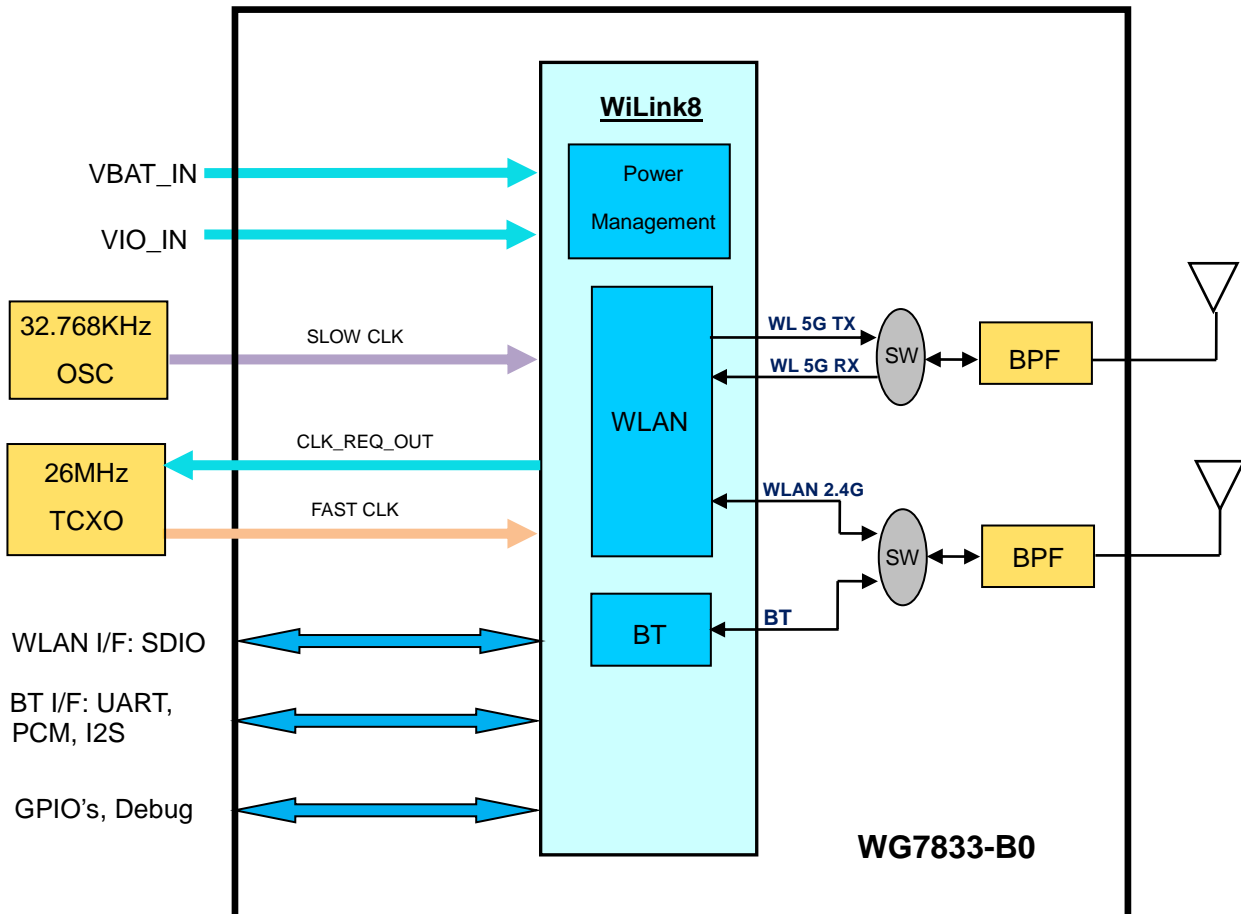 WiLink8
Power
Management
VBAT_IN
VIO_IN
32.768KHz
OSC
SLOW CLK
WL 5G TX
WL 5G RX
SW
BPF
WLAN
CLK_REQ_OUT
26MHz
TCXO
FAST CLK
WLAN 2.4G
SW
BPF
BT
BT
WLAN I/F: SDIO
BT I/F: UART,
PCM, I2S
GPIO's, Debug
WG7833-B0